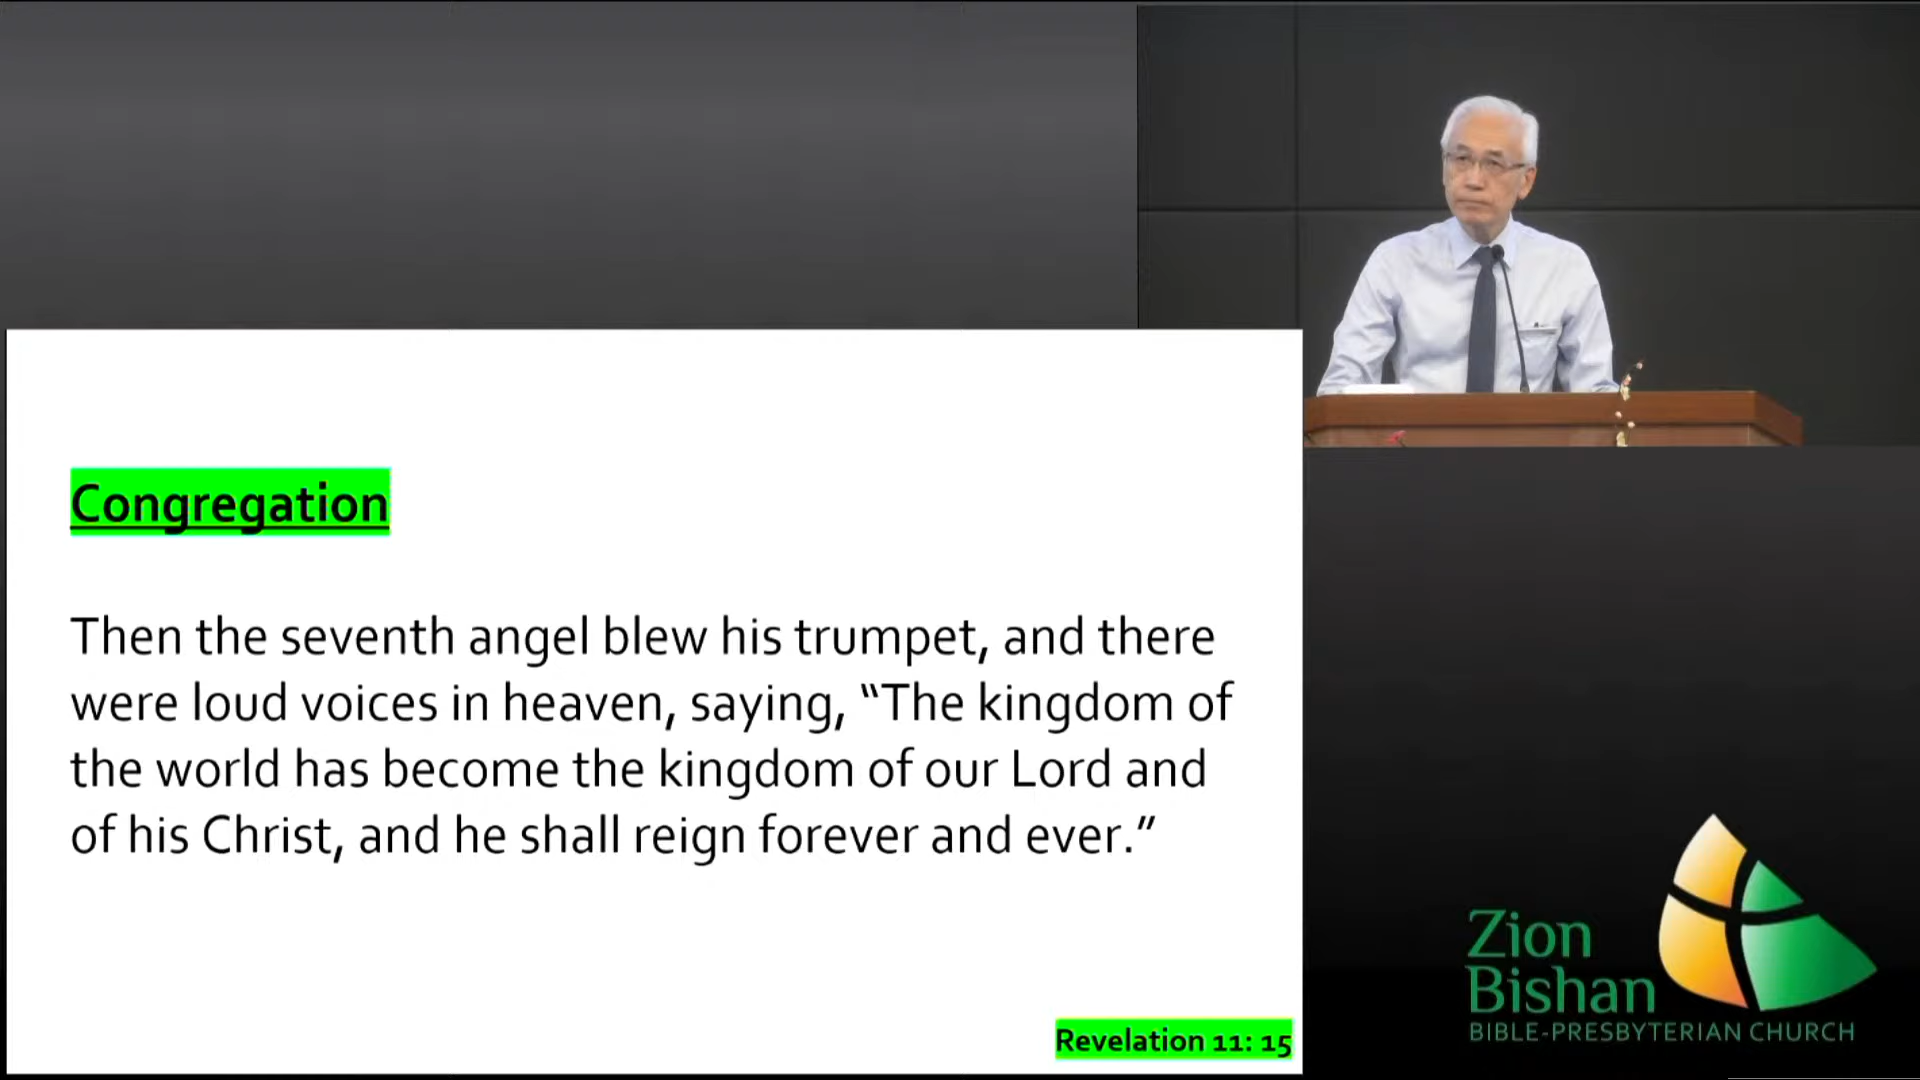 Congregation
Then the seventh angel blew his trumpet, and there
were loud voices in heaven, saying, “The kingdom of
the world has become the kingdom of our Lord and
of his Christ, and he shall reign forever and ever.”
Revelation 11: 15
Zion
Bishan
BIBLE-PRESBYTERIAN CHURCH